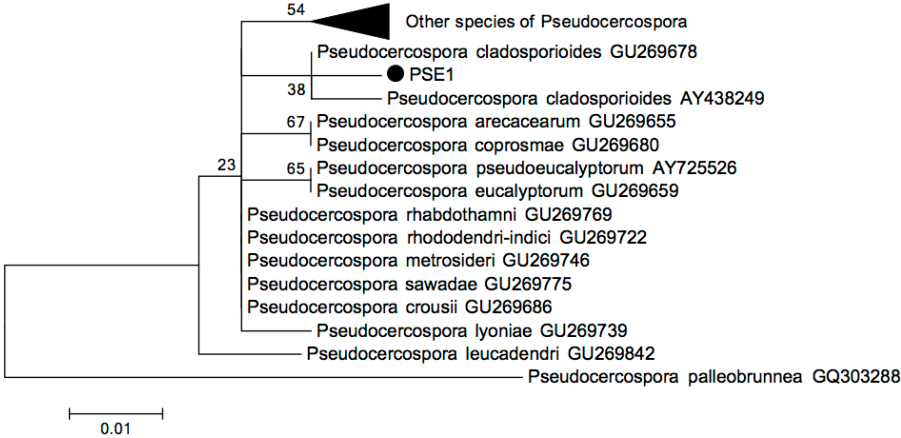 54
Other species of Pseudocercospora
Pseudocercospora cladosporioides GU269678
PSE1
38
Pseudocercospora cladosporioides AY438249
67
Pseudocercospora arecacearum GU269655
Pseudocercospora coprosmae GU269680
23
65
Pseudocercospora pseudoeucalyptorum AY725526
Pseudocercospora eucalyptorum GU269659
Pseudocercospora rhabdothamni GU269769
Pseudocercospora rhododendri-indici GU269722
Pseudocercospora metrosideri GU269746
Pseudocercospora sawadae GU269775
Pseudocercospora crousii GU269686
Pseudocercospora lyoniae GU269739
Pseudocercospora leucadendri GU269842
Pseudocercospora palleobrunnea GQ303288
0.01